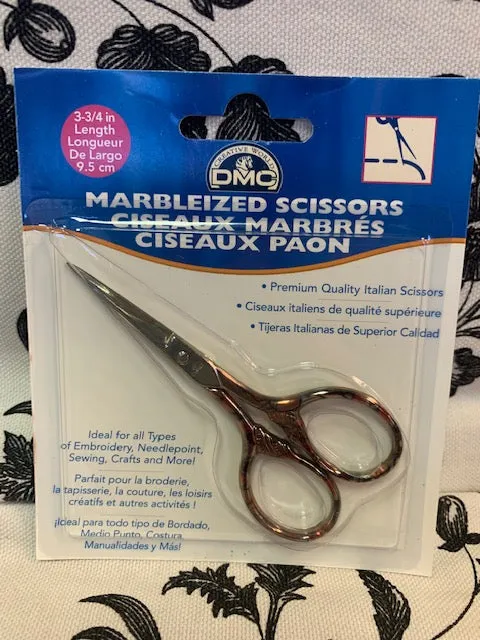 3-3/4 in
Length
Longueur
De Largo
9.5 cm
CREATIVE WORLD
DMC
MARBLEIZED SCISSORS
CISEAUX MARBRÉS
CISEAUX PAON
• Premium Quality Italian Scissors
• Ciseaux italiens de qualité supérieure
• Tijeras Italianas de Superior Calidad
Ideal for all Types
of Embroidery, Needlepoint,
Sewing, Crafts and More!
Parfait pour la broderie,
la tapisserie, la couture, les loisirs
créatifs et autres activités !
¡Ideal para todo tipo de Bordado,
Medio Punto, Costura
Manualidades y Más!